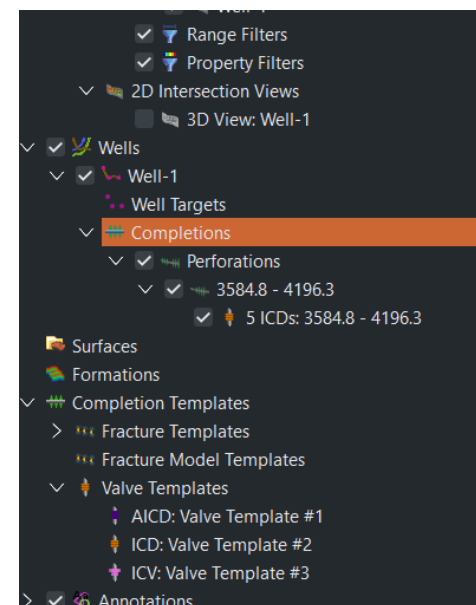 Well-1
Range Filters
Property Filters
2D Intersection Views
3D View: Well-1
Wells
Well-1
Well Targets
Completions
Perforations
3584.8 - 4196.3
5 ICDs: 3584.8 - 4196.3
Surfaces
Formations
Completion Templates
Fracture Templates
Fracture Model Templates
Valve Templates
AICD: Valve Template #1
ICD: Valve Template #2
ICV: Valve Template #3
Annotations